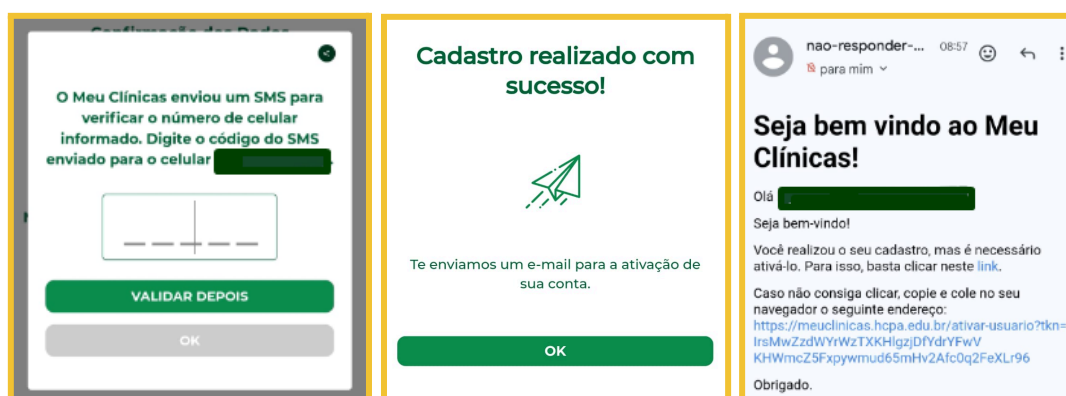 O Meu Clínicas enviou um SMS para
verificar o número de celular
informado. Digite o código do SMS
enviado para o celular
VALIDAR DEPOIS
OK
Cadastro realizado com
sucesso!
Te enviamos um e-mail para a ativação de
sua conta.
OK
nao-responder-... 08:57
para mim
Seja bem vindo ao Meu
Clínicas!
Olá
Seja bem-vindo!
Você realizou o seu cadastro, mas é necessário
ativá-lo. Para isso, basta clicar neste link.
Caso não consiga clicar, copie e cole no seu
navegador o seguinte endereço:
https://meuclinicas.hcpa.edu.br/ativar-usuario?tkn=
IrsMwZzdWYrWzTXKHlgzjDfYdrYFwV
KHWmcZ5Fxpywmud65mHv2Afc0q2FeXLr96
Obrigado.